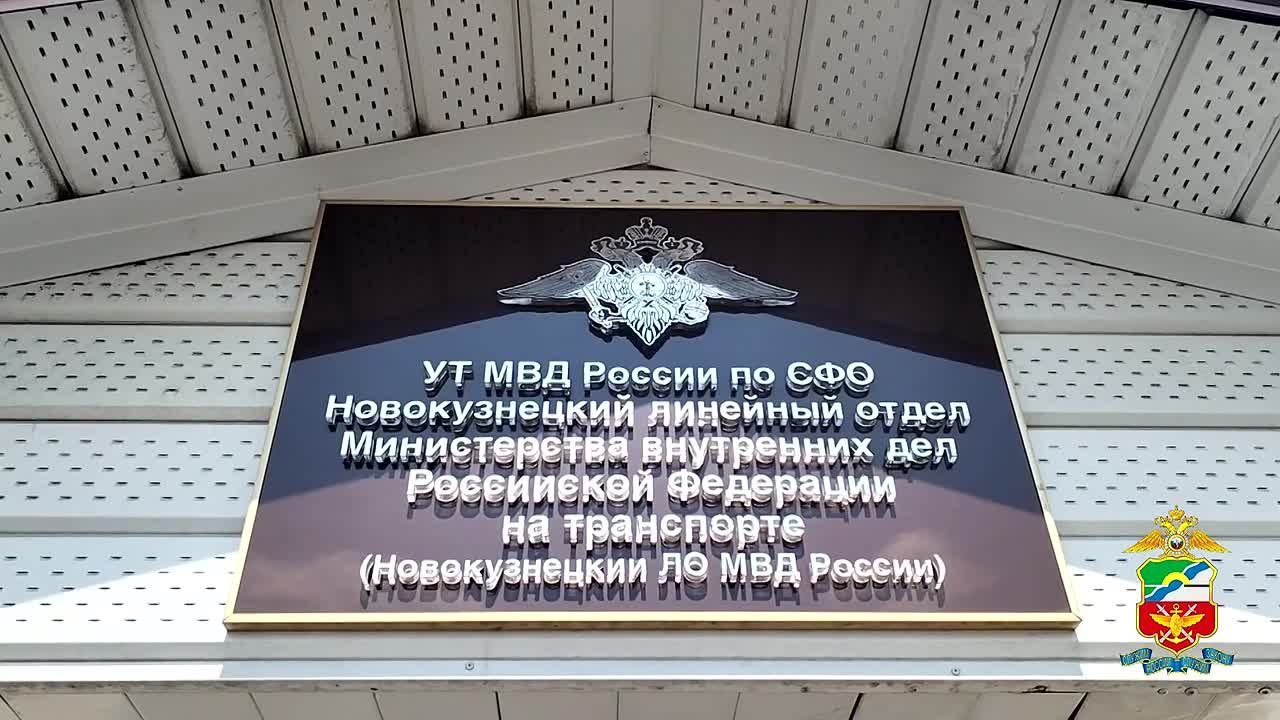 УТ МВД России по СФО
Новокузнецкий линейный отдел
Министерства внутренних дел
Российской Федерации
на транспорте
(Новокузнецкий ЛО МВД России)